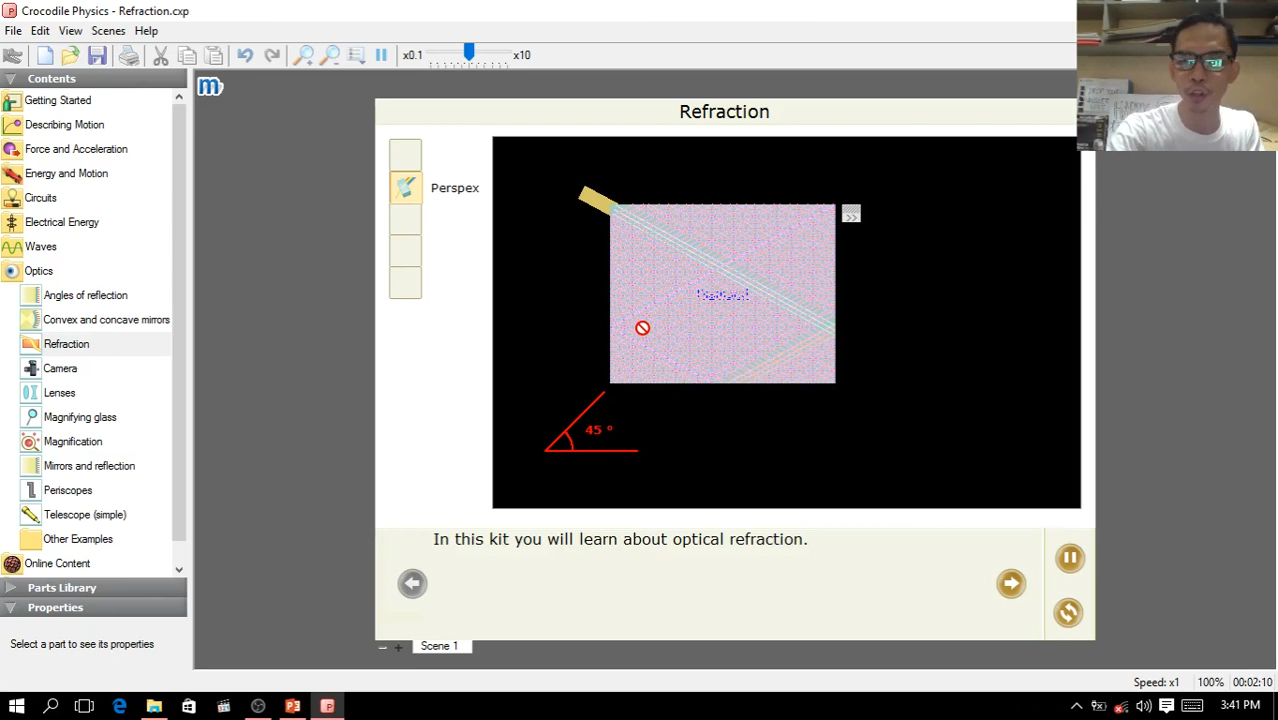 Crocodile Physics - Refraction.cxp
File Edit View Scenes Help
x0.1 x10
Contents
Getting Started
Describing Motion
Force and Acceleration
Energy and Motion
Circuits
Electrical Energy
Waves
Optics
Angles of reflection
Convex and concave mirrors
Refraction
Camera
Lenses
Magnifying glass
Magnification
Mirrors and reflection
Periscopes
Telescope (simple)
Other Examples
Online Content
Parts Library
Properties
Select a part to see its properties
Refraction
Perspex
45 °
In this kit you will learn about optical refraction.
Scene 1
Speed: x1 100% 00:02:10
3:41 PM